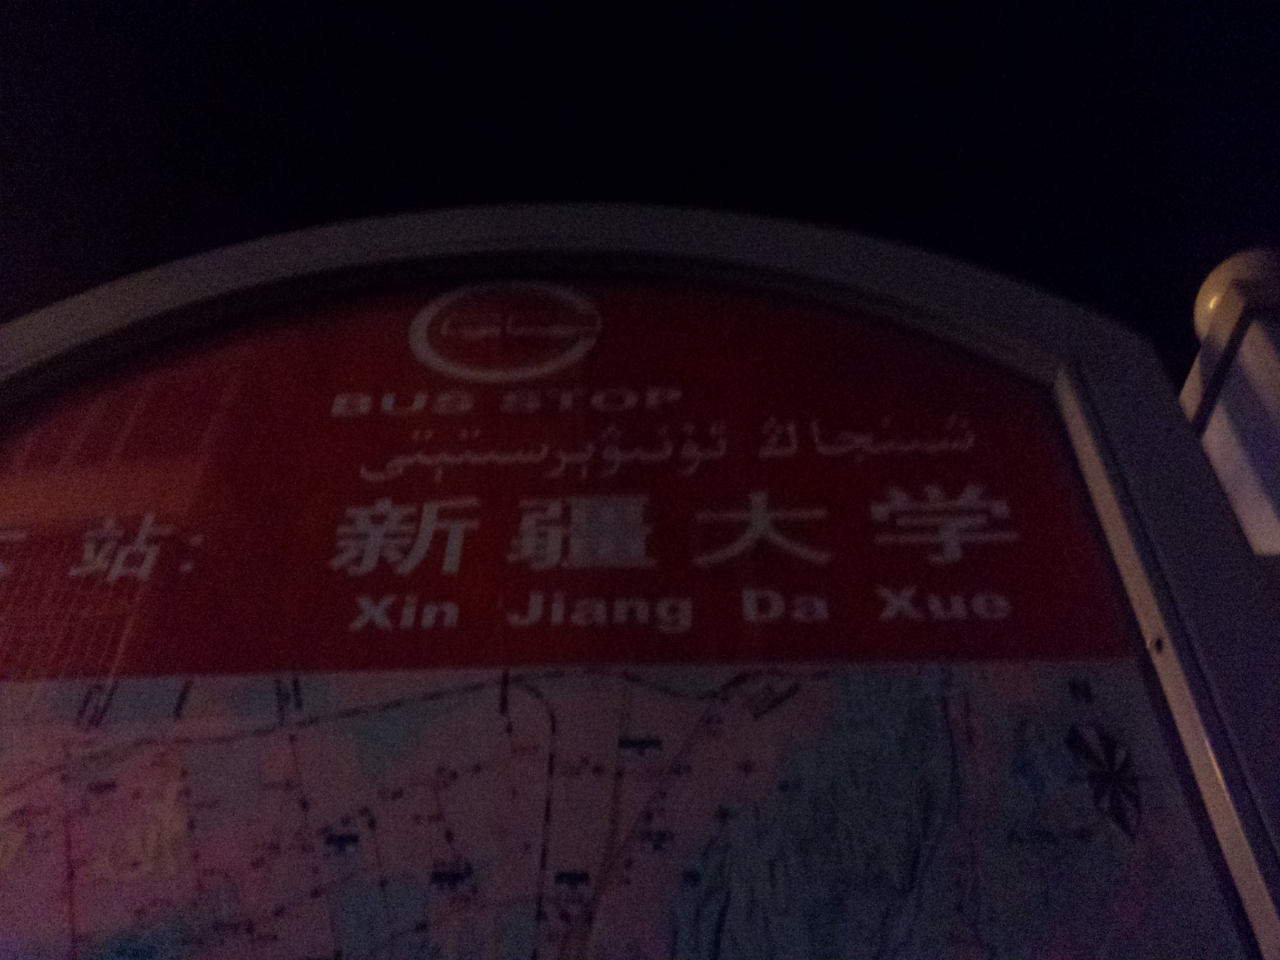 BUS STOP
شىنجاڭ ئۇنىۋېرسىتېتى
站: 新疆大学
Xin Jiang Da Xue
N